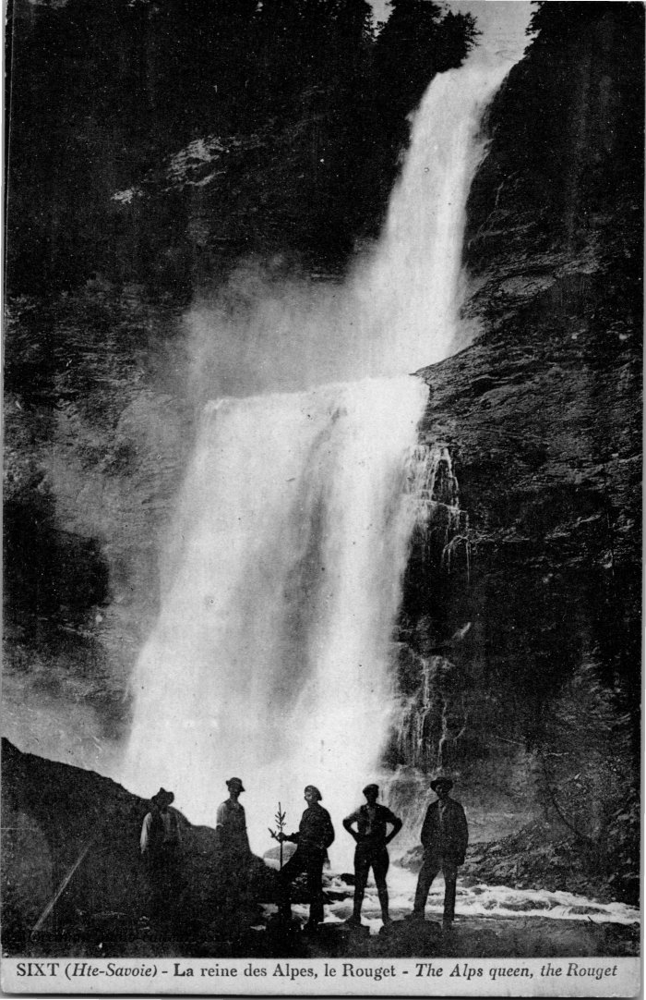 SIXT (Hte-Savoie) - La reine des Alpes, le Rouget - The Alps queen, the Rouget